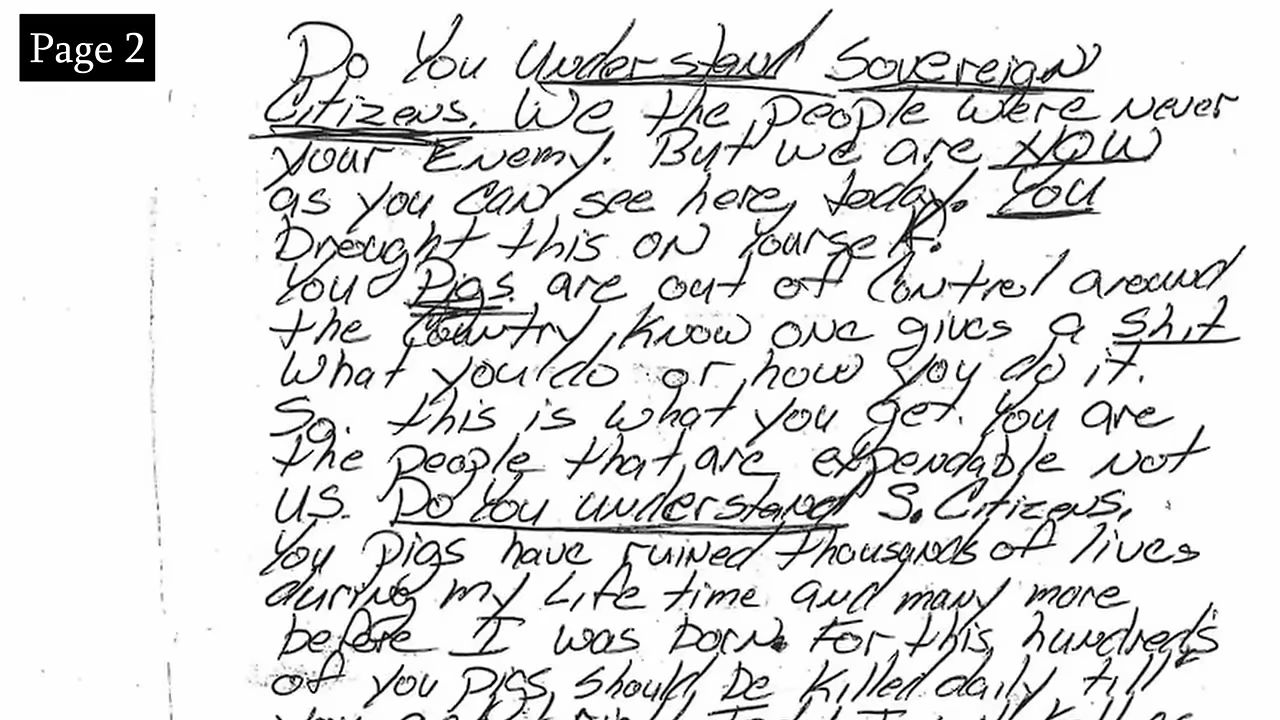 Page 2
Do You Understand Sovereign
Citizens. We the people were never
your Enemy. But we are NOW
as you can see here, today. You
Brought this on Yourself.
You Pigs are out of Control around
the Country, know one gives a shit
what you do or how you do it.
So. this is what you get. You are
the people that are expendable not
us. Do You understand S. Citizens.
You pigs have ruined thousands of lives
during my Life time and many more
before I was born. For this hundreds
of you pigs should be killed daily till